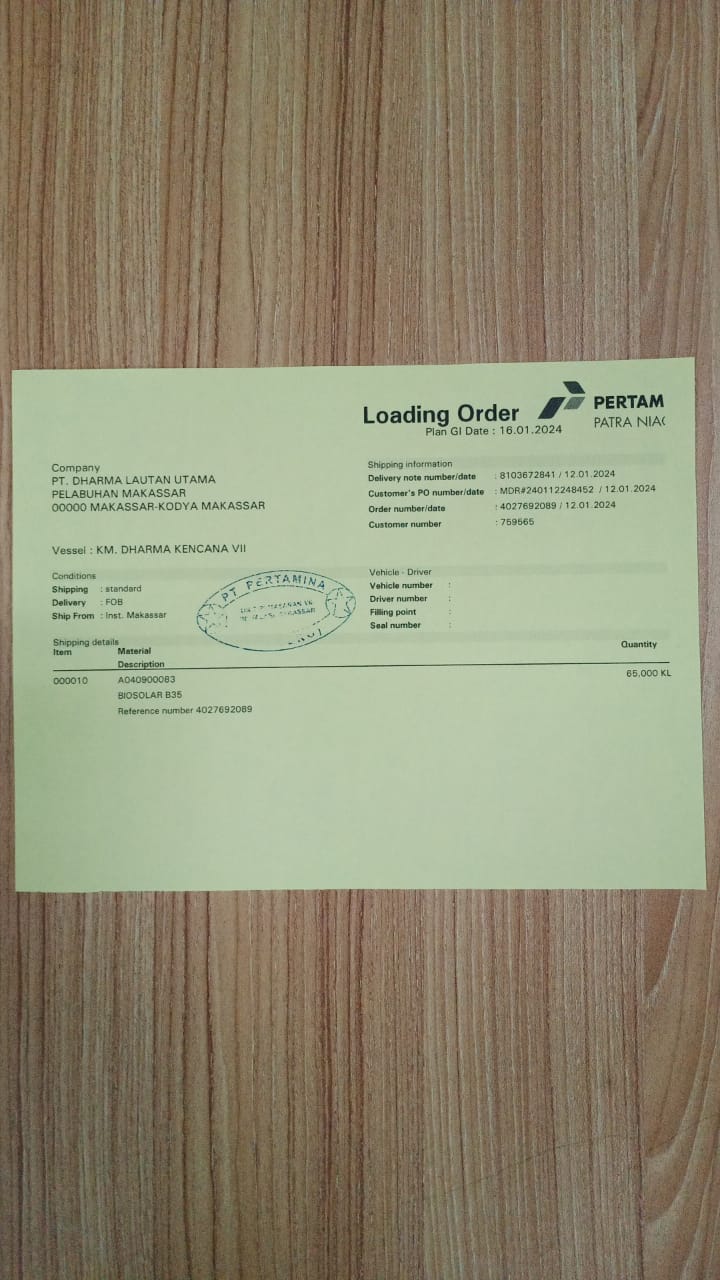 Loading Order
PERTAM
PATRA NIA
Plan GI Date : 16.01.2024
Company
PT. DHARMA LAUTAN UTAMA
PELABUHAN MAKASSAR
00000 MAKASSAR-KODYA MAKASSAR
Vessel : KM. DHARMA KENCANA VII
Shipping information
Delivery note number/date : 8103672841 / 12.01.2024
Customer's PO number/date : MDR#240112248452 / 12.01.2024
Order number/date : 4027692089 / 12.01.2024
Customer number : 759565
Conditions
Shipping : standard
Delivery : FOB
Ship From : Inst. Makassar
PT PERTAMINA
Vehicle - Driver
Vehicle number :
Driver number :
Filling point :
Seal number :
Shipping details
Item Material Quantity
Description
000010 A040900083 65,000 KL
BIOSOLAR B35
Reference number 4027692089